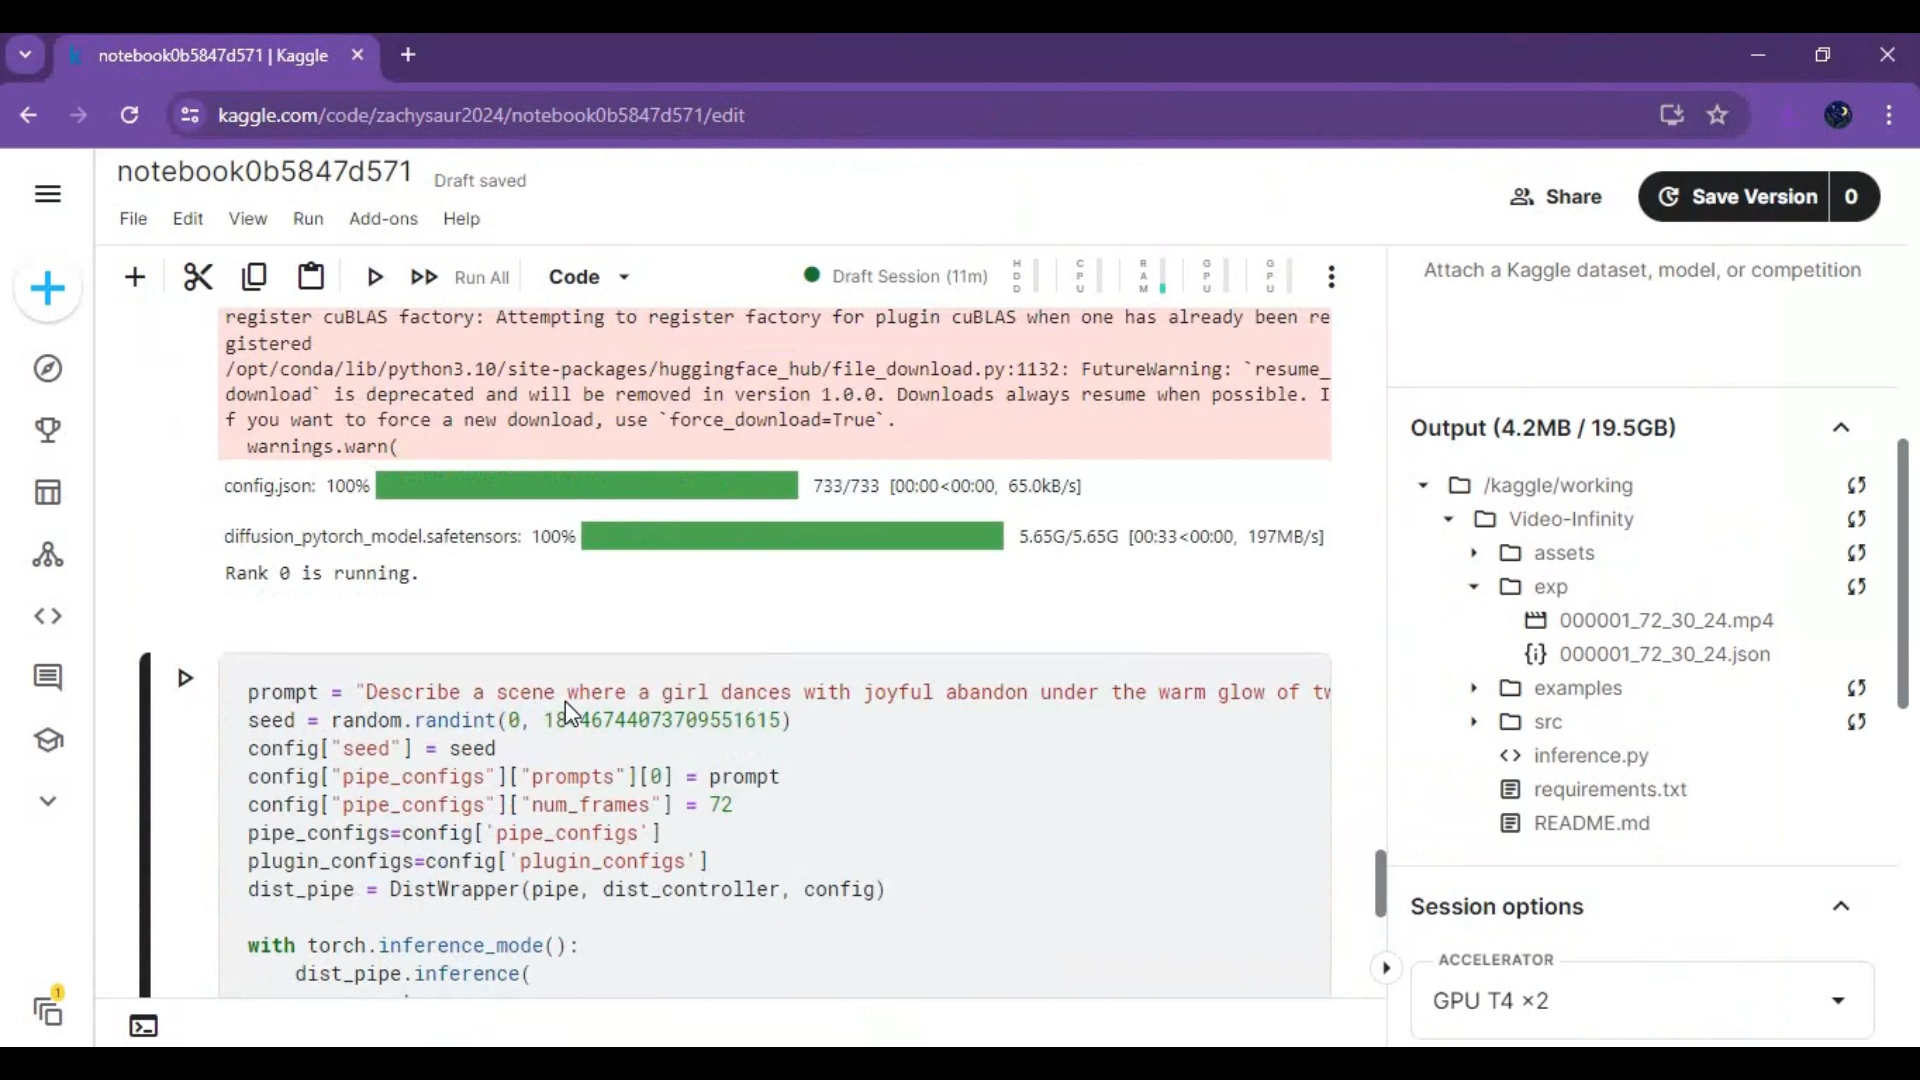 notebook0b5847d571 | Kaggle
kaggle.com/code/zachysaur2024/notebook0b5847d571/edit
notebook0b5847d571
Draft saved
File
Edit
View
Run
Add-ons
Help
Share
Save Version
0
Run All
Code
Draft Session (11m)
HDD
CPU
RAM
GPU
GPU
register cuBLAS factory: Attempting to register factory for plugin cuBLAS when one has already been re
gistered
/opt/conda/lib/python3.10/site-packages/huggingface_hub/file_download.py:1132: FutureWarning: `resume_
download` is deprecated and will be removed in version 1.0.0. Downloads always resume when possible. I
f you want to force a new download, use `force_download=True`.
warnings.warn(
config.json: 100%
733/733 [00:00<00:00, 65.0kB/s]
diffusion_pytorch_model.safetensors: 100%
5.65G/5.65G [00:33<00:00, 197MB/s]
Rank 0 is running.
prompt = "Describe a scene where a girl dances with joyful abandon under the warm glow of tw
seed = random.randint(0, 18446744073709551615)
config["seed"] = seed
config["pipe_configs"]["prompts"][0] = prompt
config["pipe_configs"]["num_frames"] = 72
pipe_configs=config['pipe_configs']
plugin_configs=config['plugin_configs']
dist_pipe = DistWrapper(pipe, dist_controller, config)
with torch.inference_mode():
dist_pipe.inference(
Attach a Kaggle dataset, model, or competition
Output (4.2MB / 19.5GB)
/kaggle/working
Video-Infinity
assets
exp
000001_72_30_24.mp4
000001_72_30_24.json
examples
src
inference.py
requirements.txt
README.md
Session options
ACCELERATOR
GPU T4 ×2
1